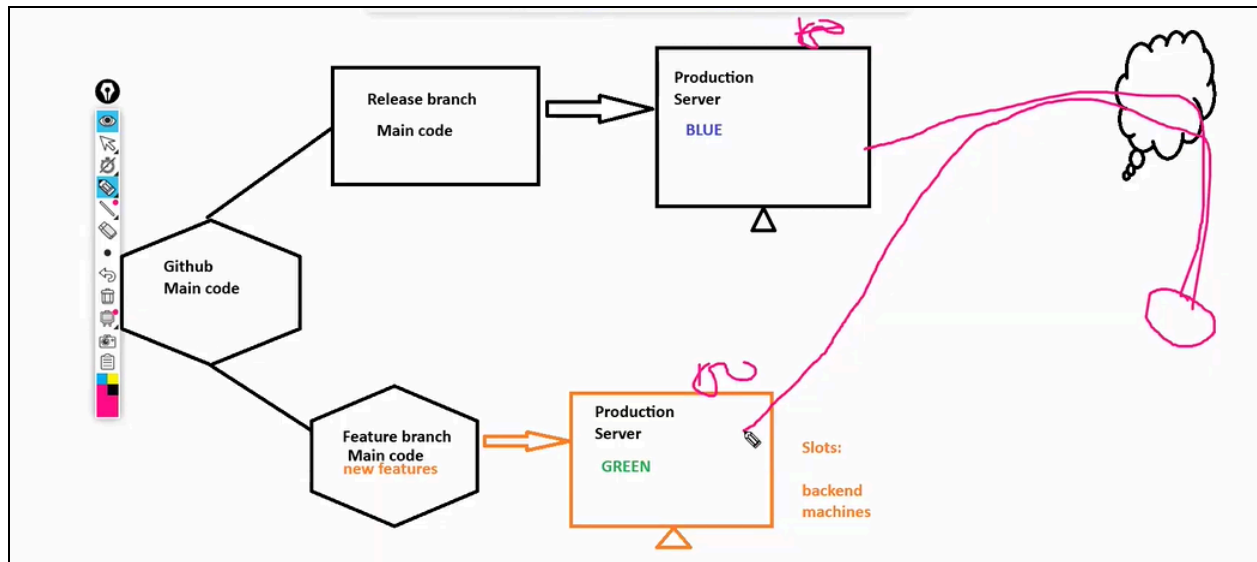 Release branch
Main code
Production
Server
BLUE
Github
Main code
Feature branch
Main code
new features
Production
Server
GREEN
Slots:
backend
machines